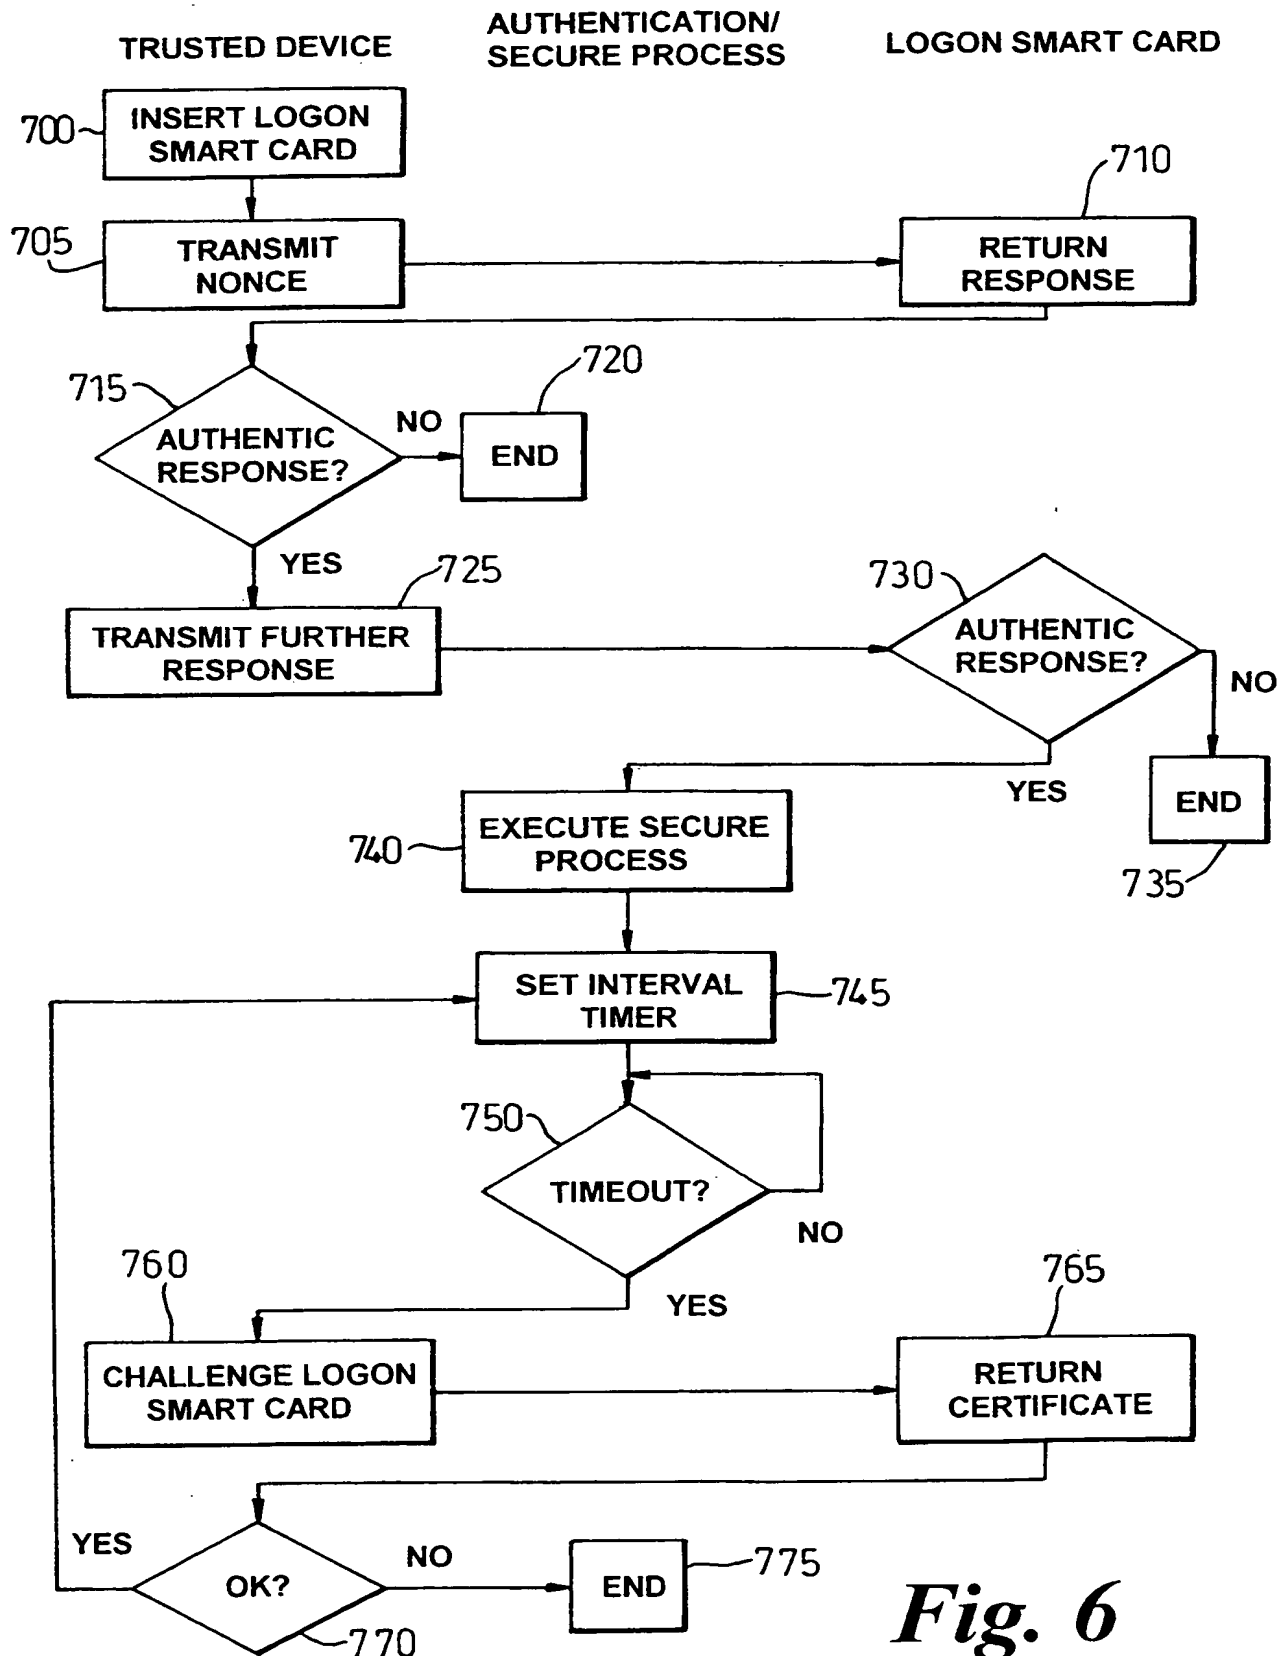 TRUSTED DEVICE
AUTHENTICATION/
SECURE PROCESS
LOGON SMART CARD
700
INSERT LOGON
SMART CARD
705
TRANSMIT
NONCE
710
RETURN
RESPONSE
715
AUTHENTIC
RESPONSE?
NO
720
END
YES
725
TRANSMIT FURTHER
RESPONSE
730
AUTHENTIC
RESPONSE?
NO
YES
END
735
740
EXECUTE SECURE
PROCESS
SET INTERVAL
TIMER
745
750
TIMEOUT?
NO
YES
760
CHALLENGE LOGON
SMART CARD
765
RETURN
CERTIFICATE
YES
OK?
NO
END
775
770
Fig. 6